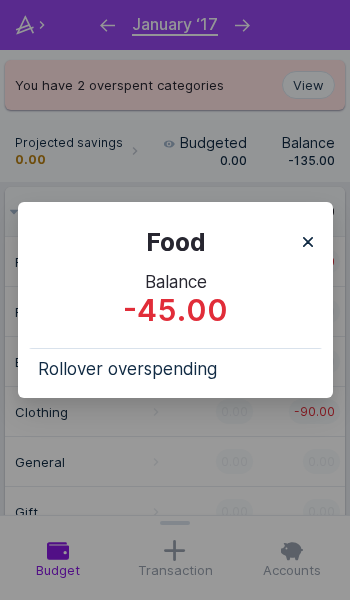 January ‘17
You have 2 overspent categories
View
Projected savings
0.00
Budgeted
0.00
Balance
-135.00
Food
Balance
-45.00
Rollover overspending
Clothing
0.00
-90.00
General
0.00
0.00
Gift
0.00
0.00
Budget
Transaction
Accounts